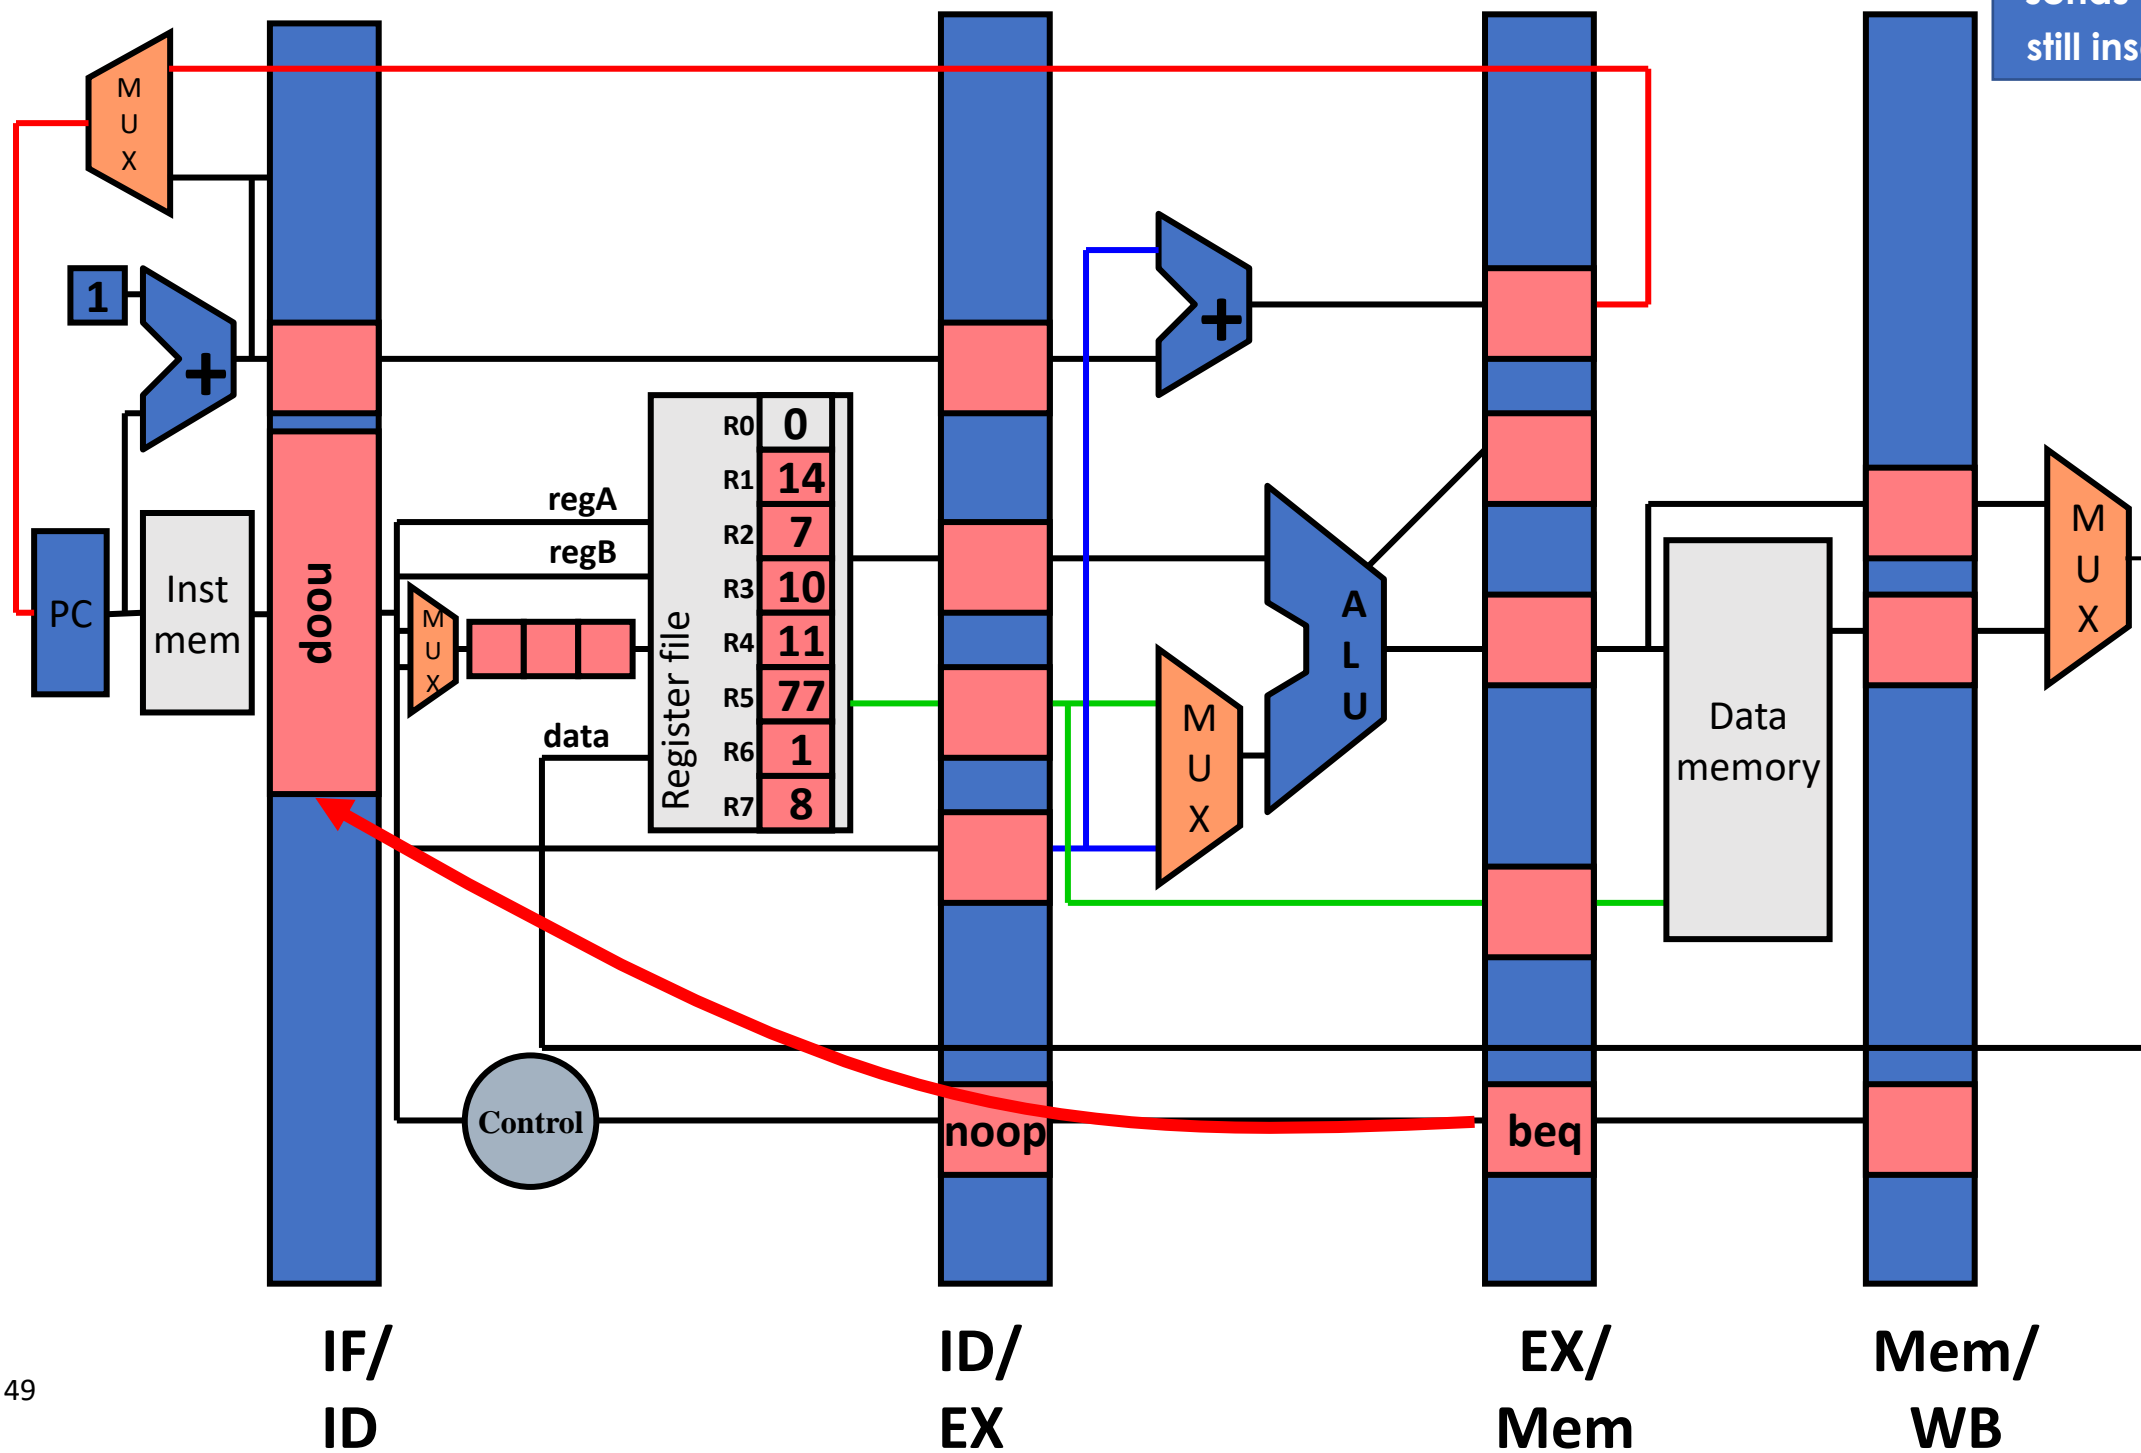 still
M
U
X
1
+
+
PC
Inst
mem
noop
regA
regB
M
U
X
data
Register file
R0 0
R1 14
R2 7
R3 10
R4 11
R5 77
R6 1
R7 8
M
U
X
A
L
U
Data
memory
M
U
X
Control
noop
beq
IF/
ID
ID/
EX
EX/
Mem
Mem/
WB
49